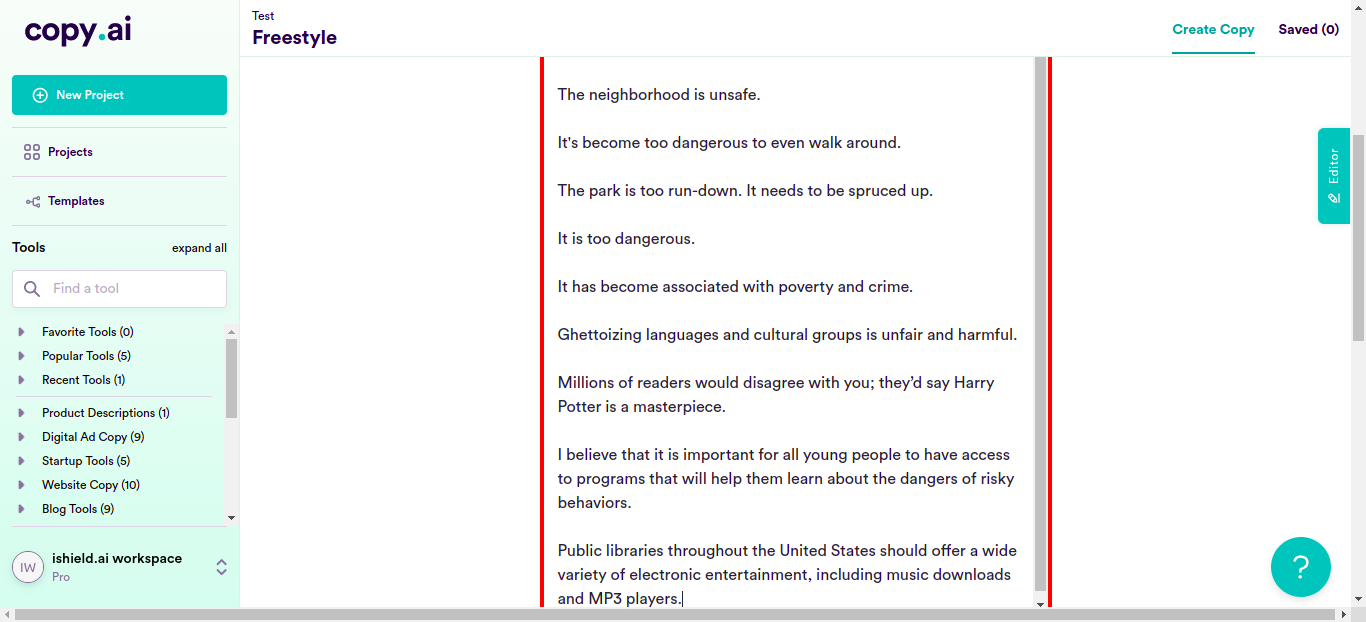 copy.ai
New Project
Projects
Templates
Tools
expand all
Find a tool
Favorite Tools (0)
Popular Tools (5)
Recent Tools (1)
Product Descriptions (1)
Digital Ad Copy (9)
Startup Tools (5)
Website Copy (10)
Blog Tools (9)
IW
ishield.ai workspace
Pro
Test
Freestyle
Create Copy
Saved (0)
The neighborhood is unsafe.
It's become too dangerous to even walk around.
The park is too run-down. It needs to be spruced up.
It is too dangerous.
It has become associated with poverty and crime.
Ghettoizing languages and cultural groups is unfair and harmful.
Millions of readers would disagree with you; they’d say Harry
Potter is a masterpiece.
I believe that it is important for all young people to have access
to programs that will help them learn about the dangers of risky
behaviors.
Public libraries throughout the United States should offer a wide
variety of electronic entertainment, including music downloads
and MP3 players.
Editor
?